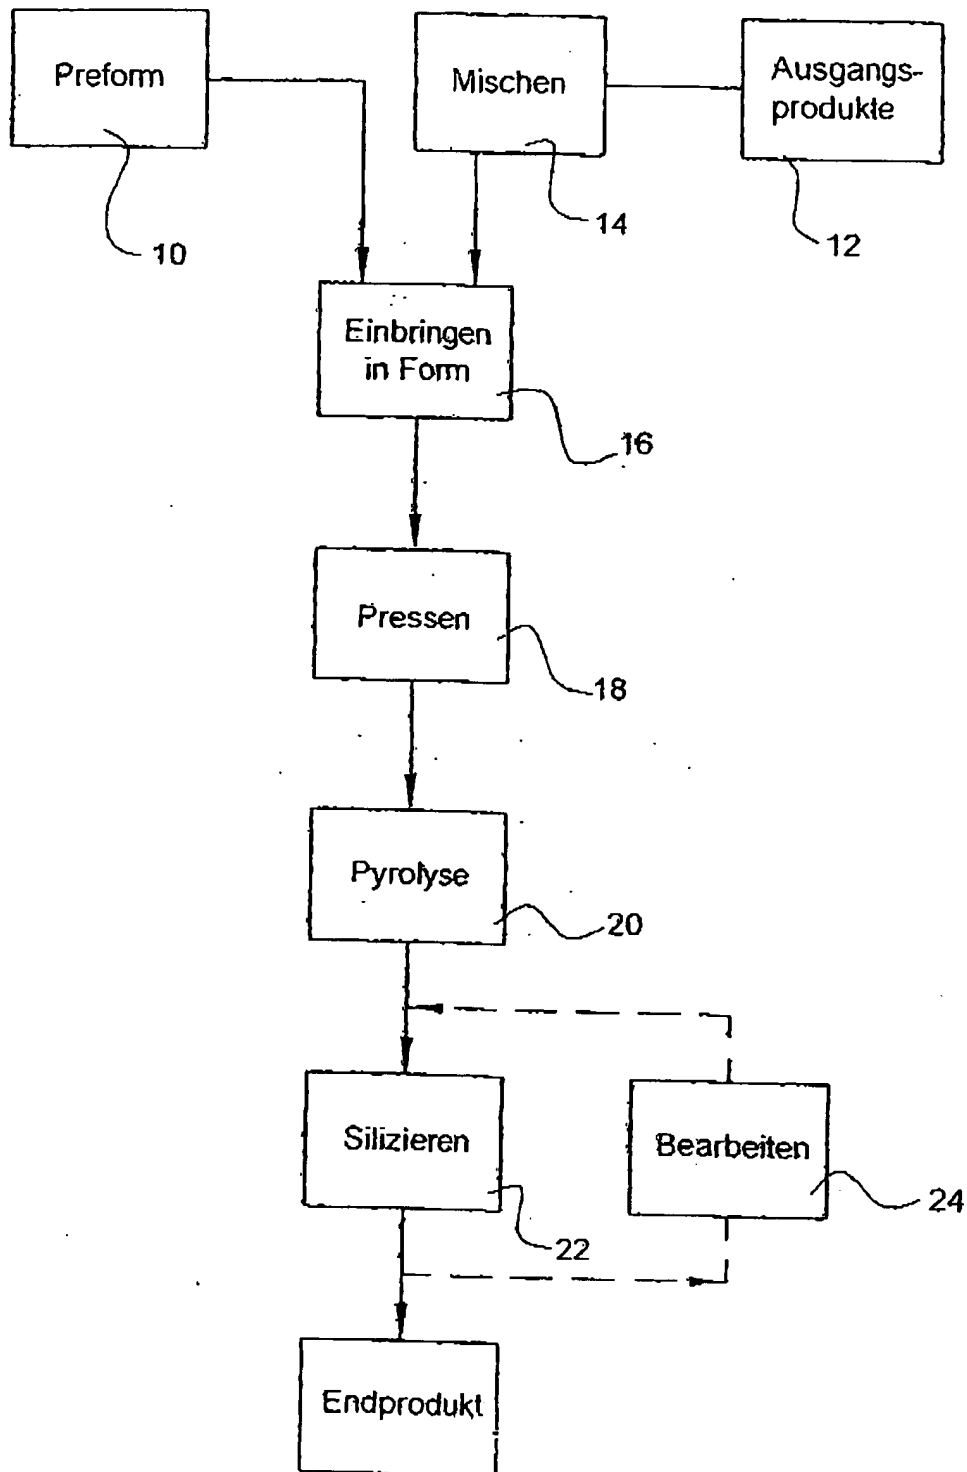 Preform
Mischen
Ausgangs-
produkte
10
14
12
Einbringen
in Form
16
Pressen
18
Pyrolyse
20
Silizieren
Bearbeiten
22
24
Endprodukt